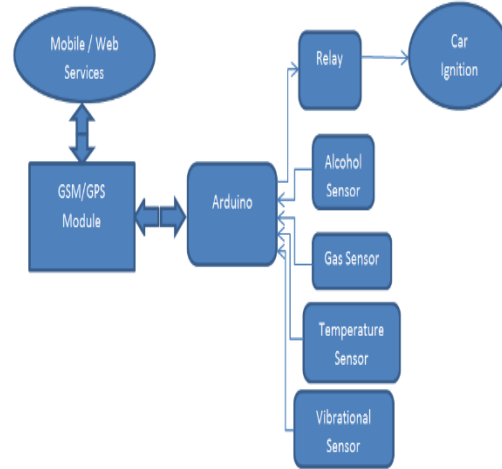 Mobile / Web
Services
GSM/GPS
Module
Arduino
Relay
Car
Ignition
Alcohol
Sensor
Gas Sensor
Temperature
Sensor
Vibrational
Sensor